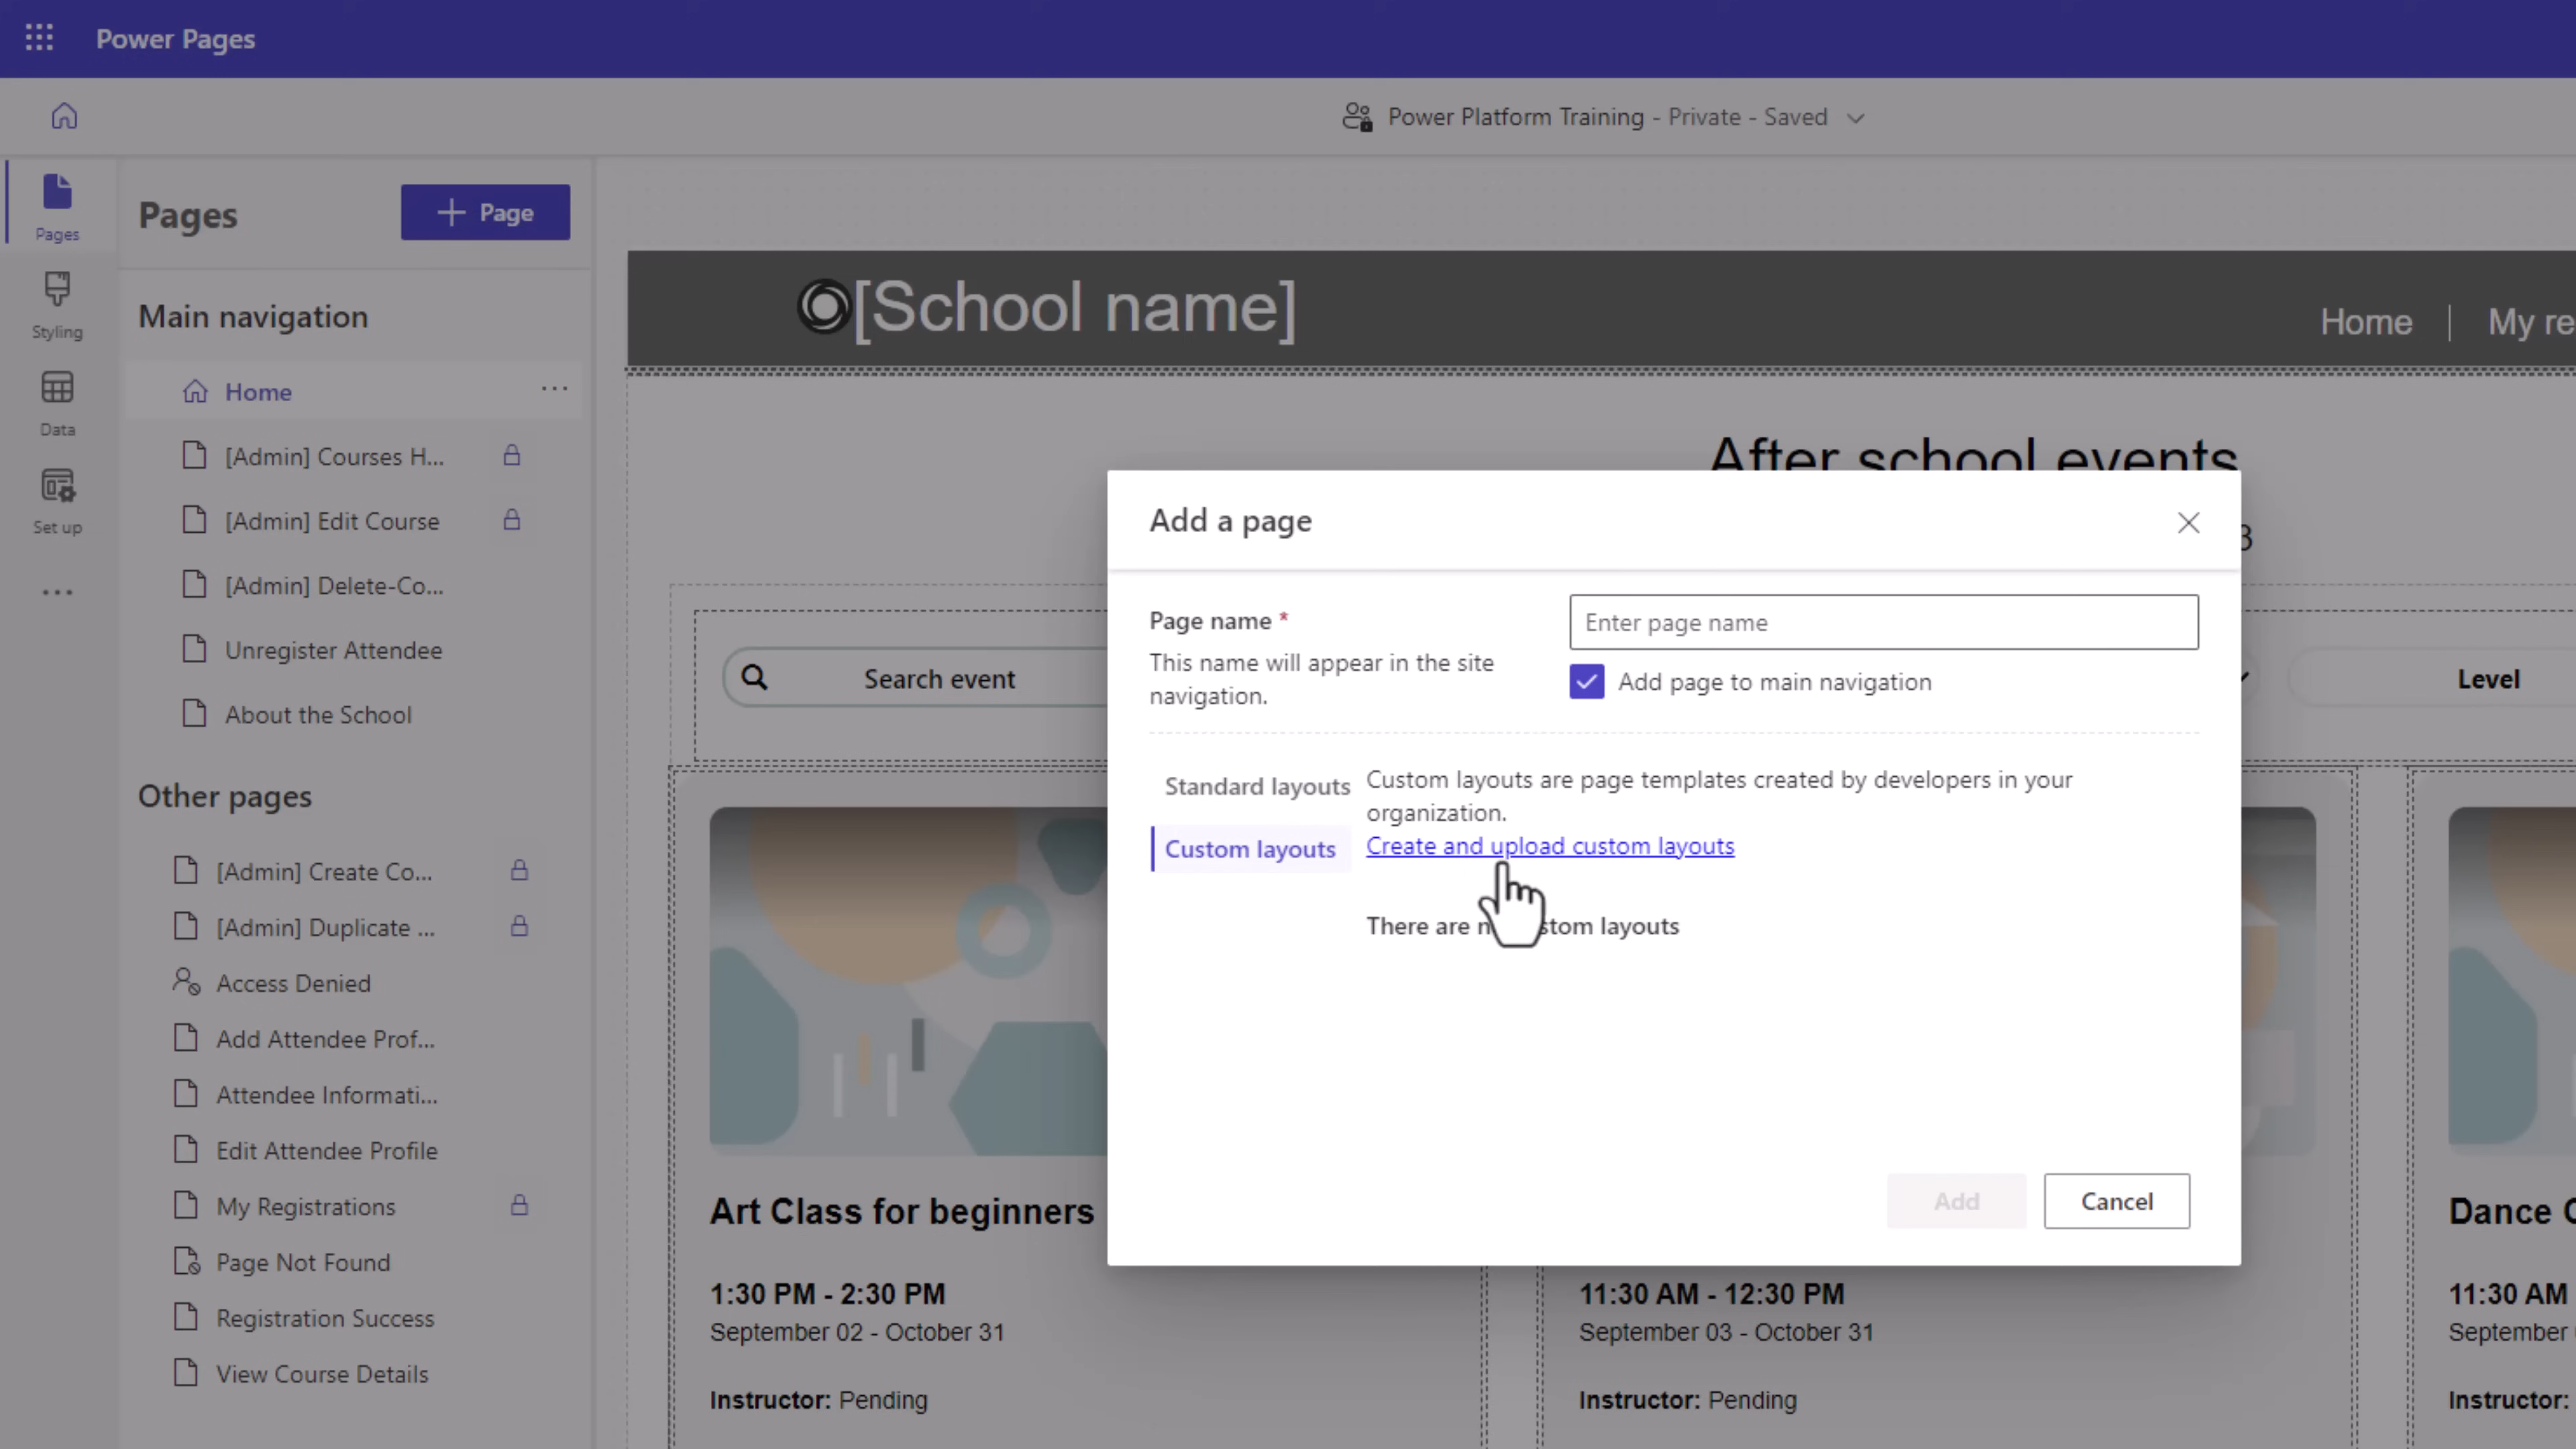 Power Pages
Power Platform Training - Private - Saved
Pages
Styling
Data
Set up
Pages
+ Page
Main navigation
Home
[Admin] Courses H...
[Admin] Edit Course
[Admin] Delete-Co...
Unregister Attendee
About the School
Other pages
[Admin] Create Co...
[Admin] Duplicate ...
Access Denied
Add Attendee Prof...
Attendee Informati...
Edit Attendee Profile
My Registrations
Page Not Found
Registration Success
View Course Details
[School name]
Home | My re
After school events
Search event
Level
Add a page
Page name *
This name will appear in the site
navigation.
Enter page name
Add page to main navigation
Standard layouts
Custom layouts
Custom layouts are page templates created by developers in your
organization.
Create and upload custom layouts
There are custom layouts
Add
Cancel
Art Class for beginners
1:30 PM - 2:30 PM
September 02 - October 31
Instructor: Pending
11:30 AM - 12:30 PM
September 03 - October 31
Instructor: Pending
Dance
11:30 AM
September
Instructor: